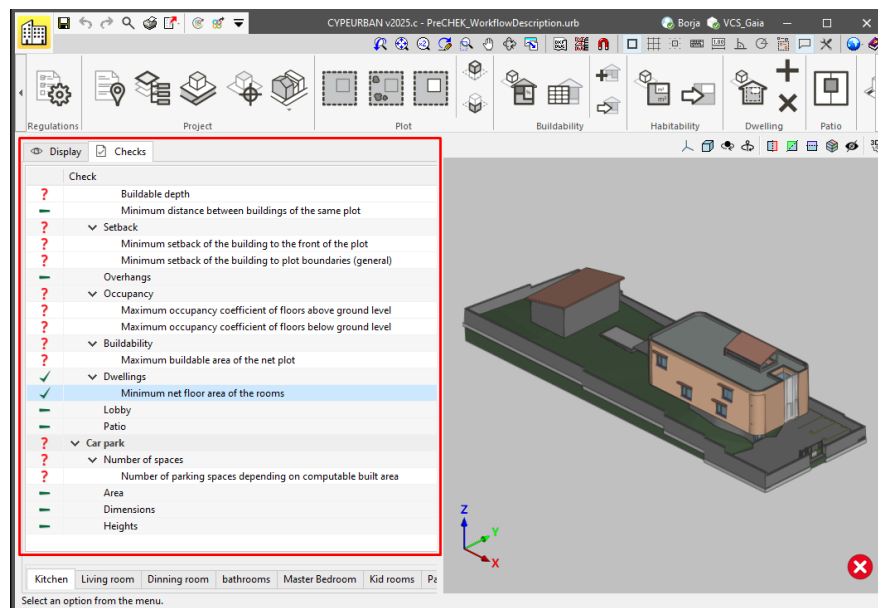 CYPEURBAN v2025.c - PreCHEK_WorkflowDescription.urb
Borja
VCS_Gaia
Regulations
Project
Plot
Buildability
Habitability
Dwelling
Patio
Display
Checks
Check
Buildable depth
Minimum distance between buildings of the same plot
Setback
Minimum setback of the building to the front of the plot
Minimum setback of the building to plot boundaries (general)
Overhangs
Occupancy
Maximum occupancy coefficient of floors above ground level
Maximum occupancy coefficient of floors below ground level
Buildability
Maximum buildable area of the net plot
Dwellings
Minimum net floor area of the rooms
Lobby
Patio
Car park
Number of spaces
Number of parking spaces depending on computable built area
Area
Dimensions
Heights
Z
Y
X
Kitchen
Living room
Dinning room
bathrooms
Master Bedroom
Kid rooms
Pa
Select an option from the menu.